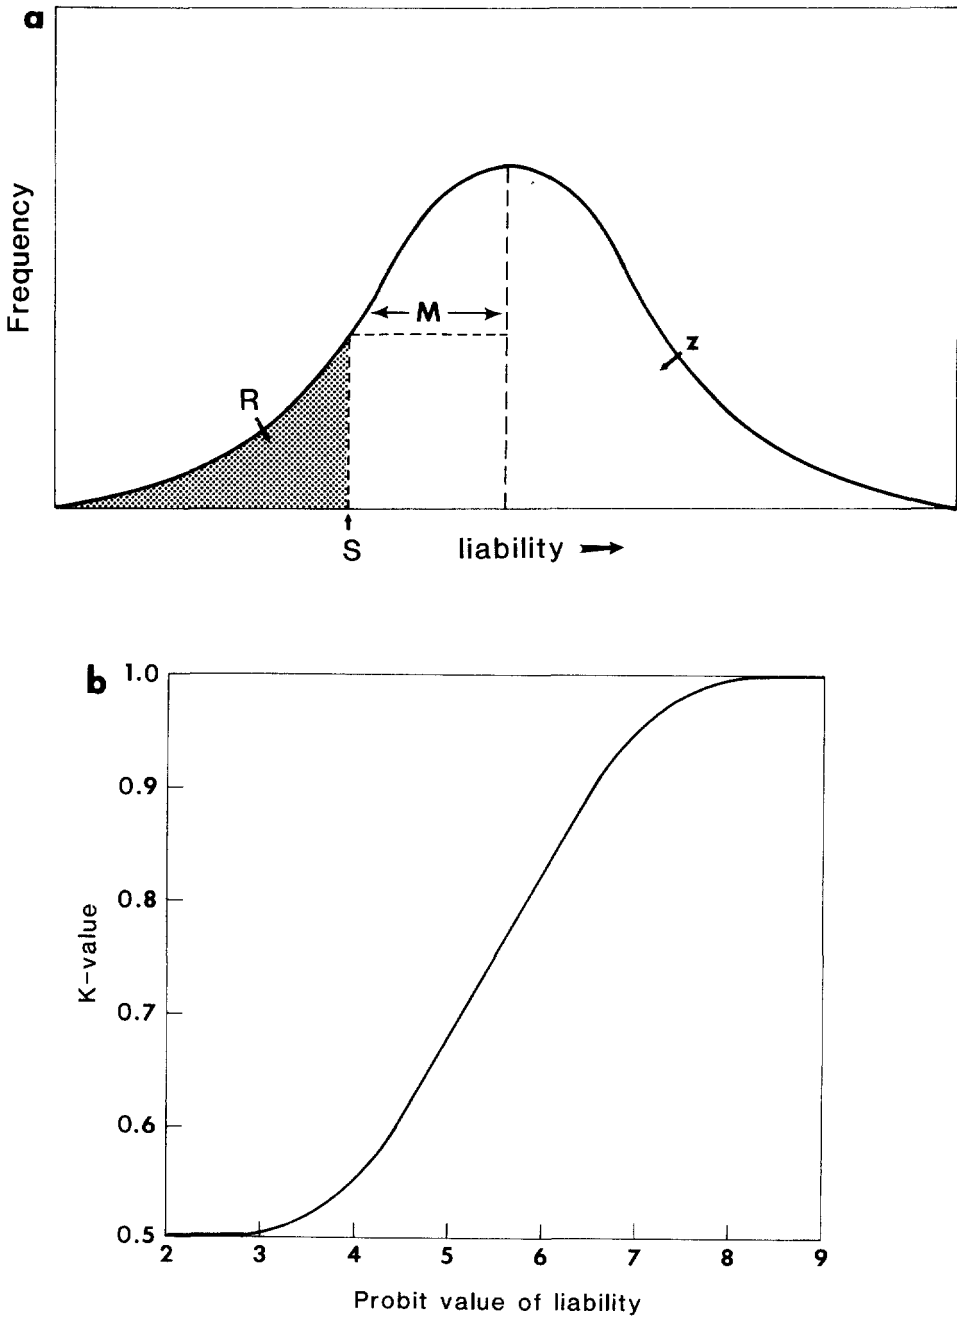 a
Frequency
M
z
R
S
liability
b
K-value
1.0
0.9
0.8
0.7
0.6
0.5
2 3 4 5 6 7 8 9
Probit value of liability